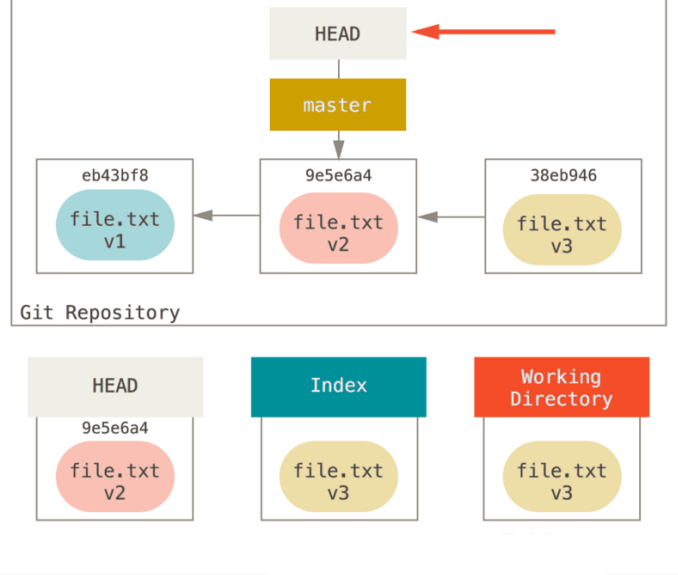 HEAD
master
eb43bf8
9e5e6a4
38eb946
file.txt
v1
file.txt
v2
file.txt
v3
Git Repository
HEAD
Index
Working
Directory
9e5e6a4
file.txt
v2
file.txt
v3
file.txt
v3